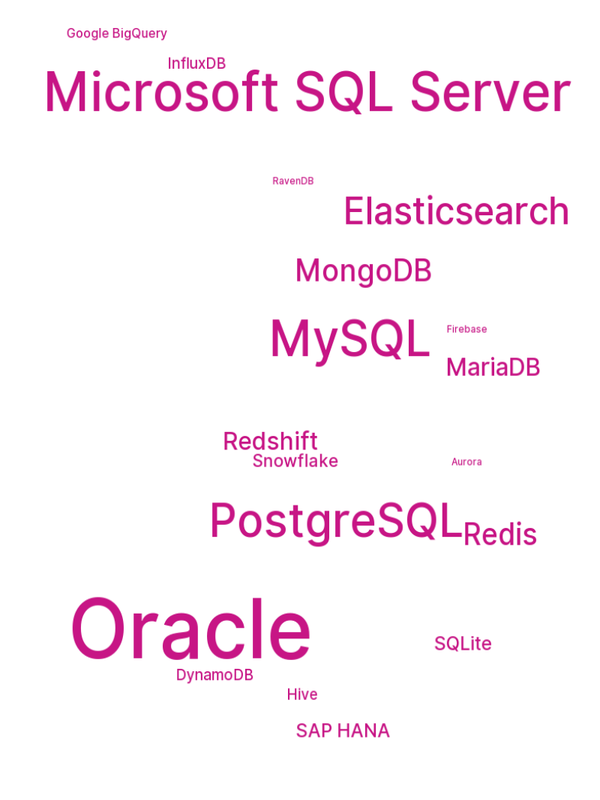 Google BigQuery
InfluxDB
Microsoft SQL Server
RavenDB
Elasticsearch
MongoDB
MySQL
Firebase
MariaDB
Redshift
Snowflake
Aurora
PostgreSQL
Redis
Oracle
SQLite
DynamoDB
Hive
SAP HANA